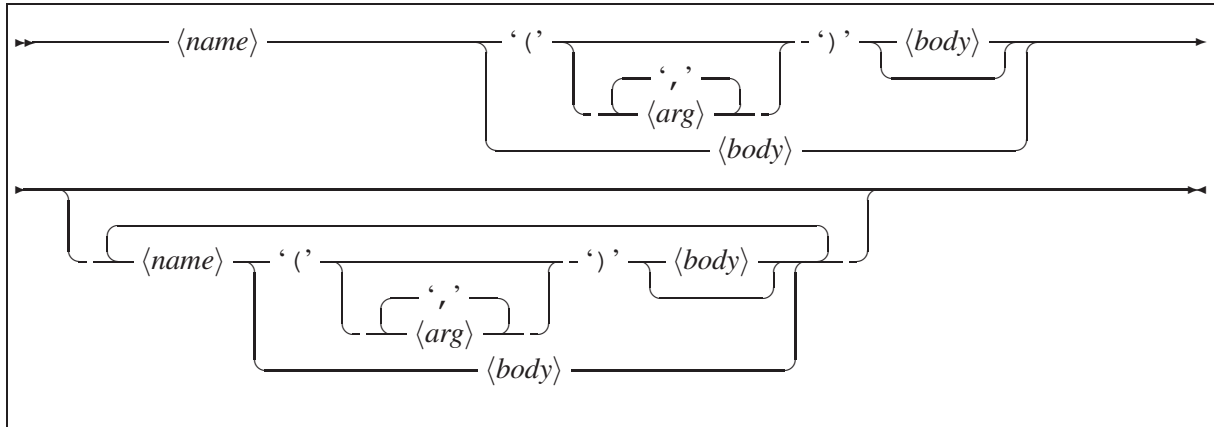 ⟨name⟩ ‘(’ ‘)’ ⟨body⟩
‘,’
⟨arg⟩
⟨body⟩
⟨name⟩ ‘(’ ‘)’ ⟨body⟩
‘,’
⟨arg⟩
⟨body⟩